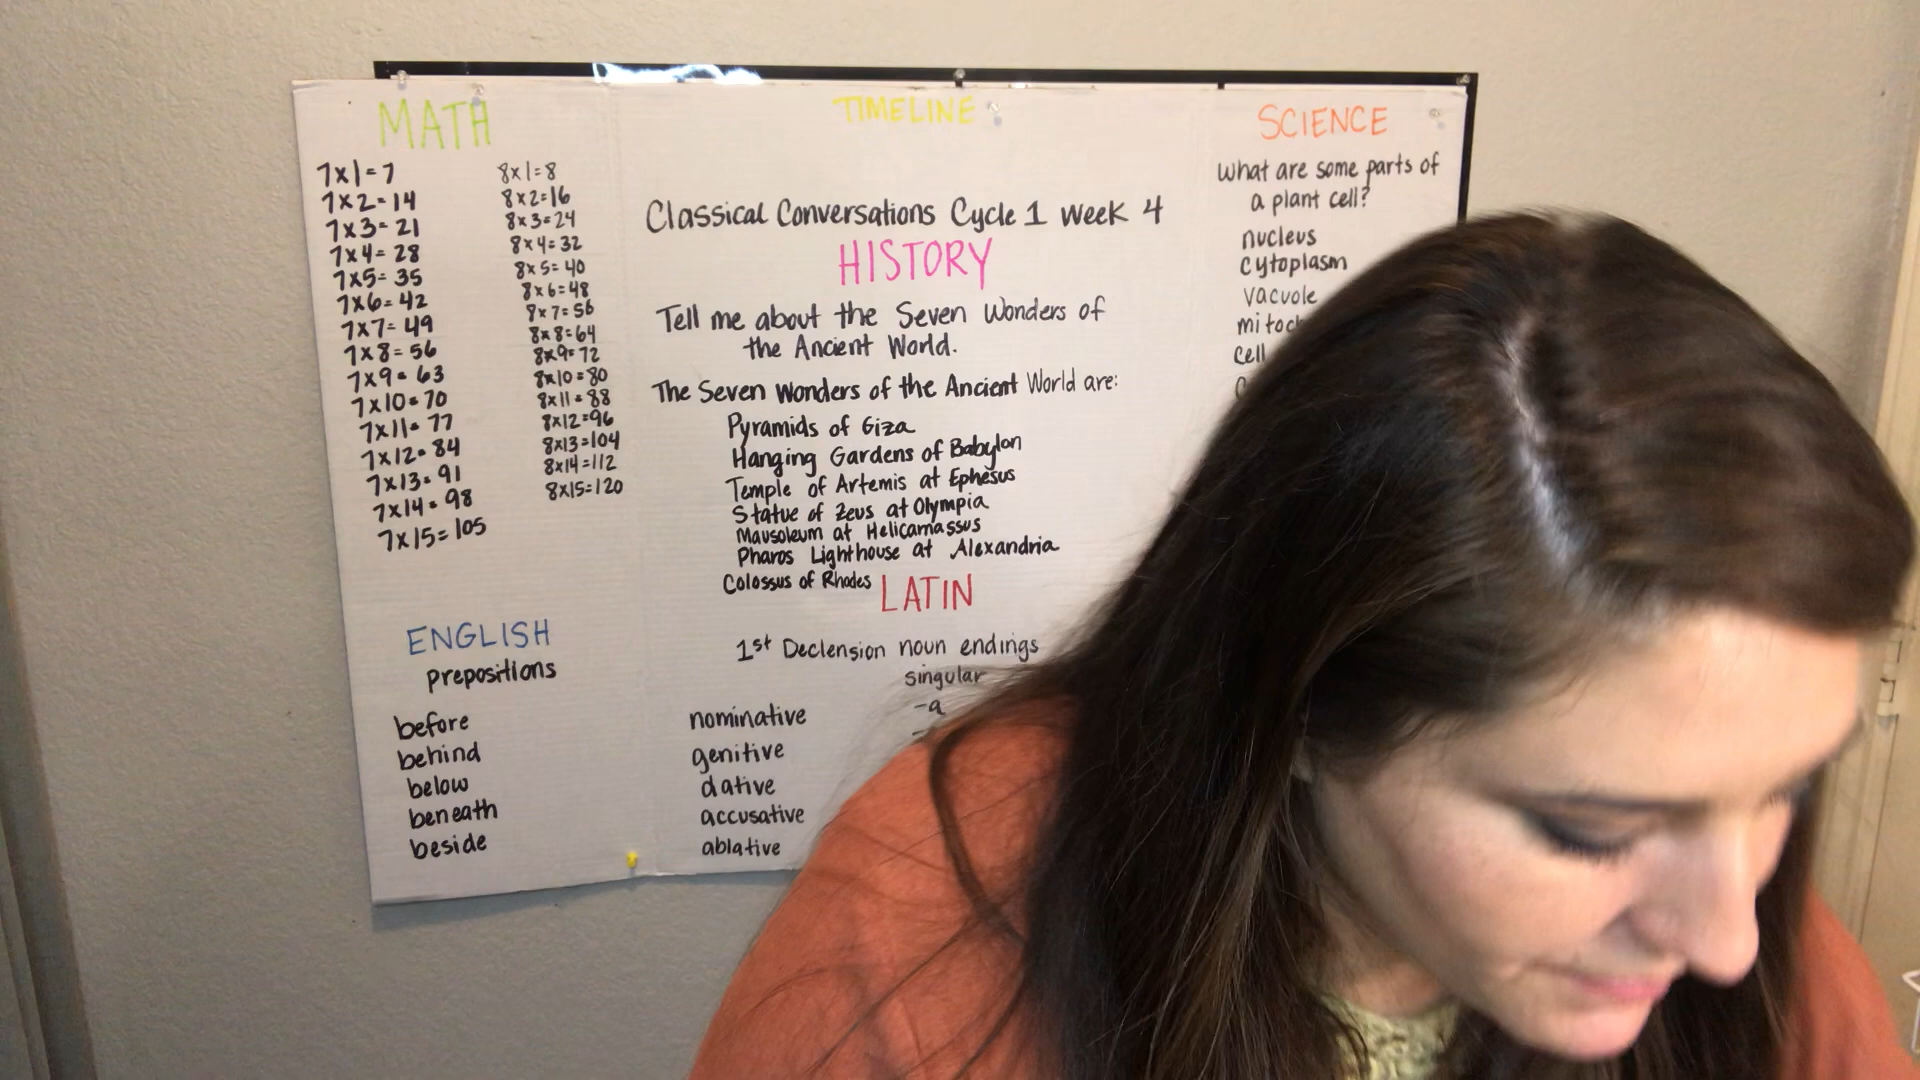 MATH
7x1=7
7x2=14
7x3=21
7x4=28
7x5=35
7x6=42
7x7=49
7x8=56
7x9=63
7x10=70
7x11=77
7x12=84
7x13=91
7x14=98
7x15=105
8x1=8
8x2=16
8x3=24
8x4=32
8x5=40
8x6=48
8x7=56
8x8=64
8x9=72
8x10=80
8x11=88
8x12=96
8x13=104
8x14=112
8x15=120
ENGLISH
prepositions
before
behind
below
beneath
beside
TIMELINE
Classical Conversations Cycle 1 Week 4
HISTORY
Tell me about the Seven Wonders of
the Ancient World.
The Seven Wonders of the Ancient World are:
Pyramids of Giza
Hanging Gardens of Babylon
Temple of Artemis at Ephesus
Statue of Zeus at Olympia
Mausoleum at Helicarnassus
Pharos Lighthouse at Alexandria
Colossus of Rhodes
LATIN
1st Declension noun endings
singular
nominative -a
genitive
dative
accusative
ablative
SCIENCE
What are some parts of
a plant cell?
nucleus
cytoplasm
vacuole
mitoch
cell